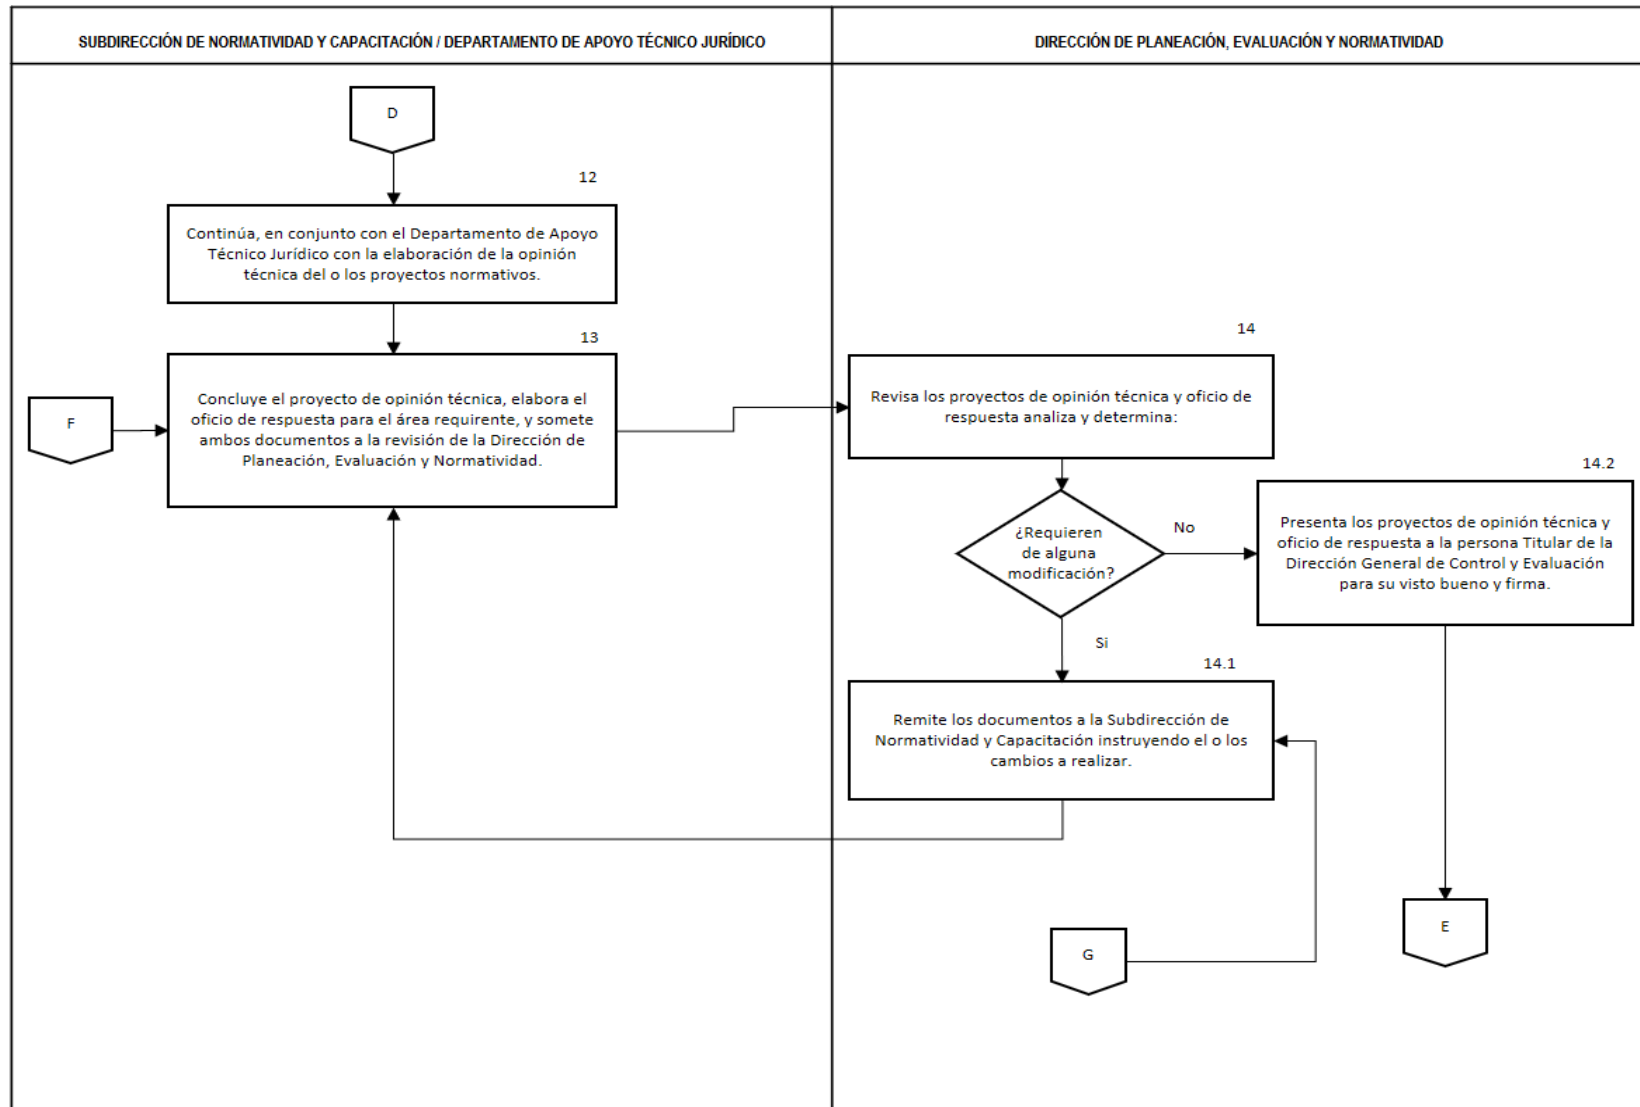 SUBDIRECCIÓN DE NORMATIVIDAD Y CAPACITACIÓN / DEPARTAMENTO DE APOYO TÉCNICO JURÍDICO
DIRECCIÓN DE PLANEACIÓN, EVALUACIÓN Y NORMATIVIDAD
D
12
Continúa, en conjunto con el Departamento de Apoyo
Técnico Jurídico con la elaboración de la opinión
técnica del o los proyectos normativos.
13
F
Concluye el proyecto de opinión técnica, elabora el
oficio de respuesta para el área requirente, y somete
ambos documentos a la revisión de la Dirección de
Planeación, Evaluación y Normatividad.
14
Revisa los proyectos de opinión técnica y oficio de
respuesta analiza y determina:
¿Requieren
de alguna
modificación?
No
14.2
Presenta los proyectos de opinión técnica y
oficio de respuesta a la persona Titular de la
Dirección General de Control y Evaluación
para su visto bueno y firma.
Si
14.1
Remite los documentos a la Subdirección de
Normatividad y Capacitación instruyendo el o los
cambios a realizar.
G
E